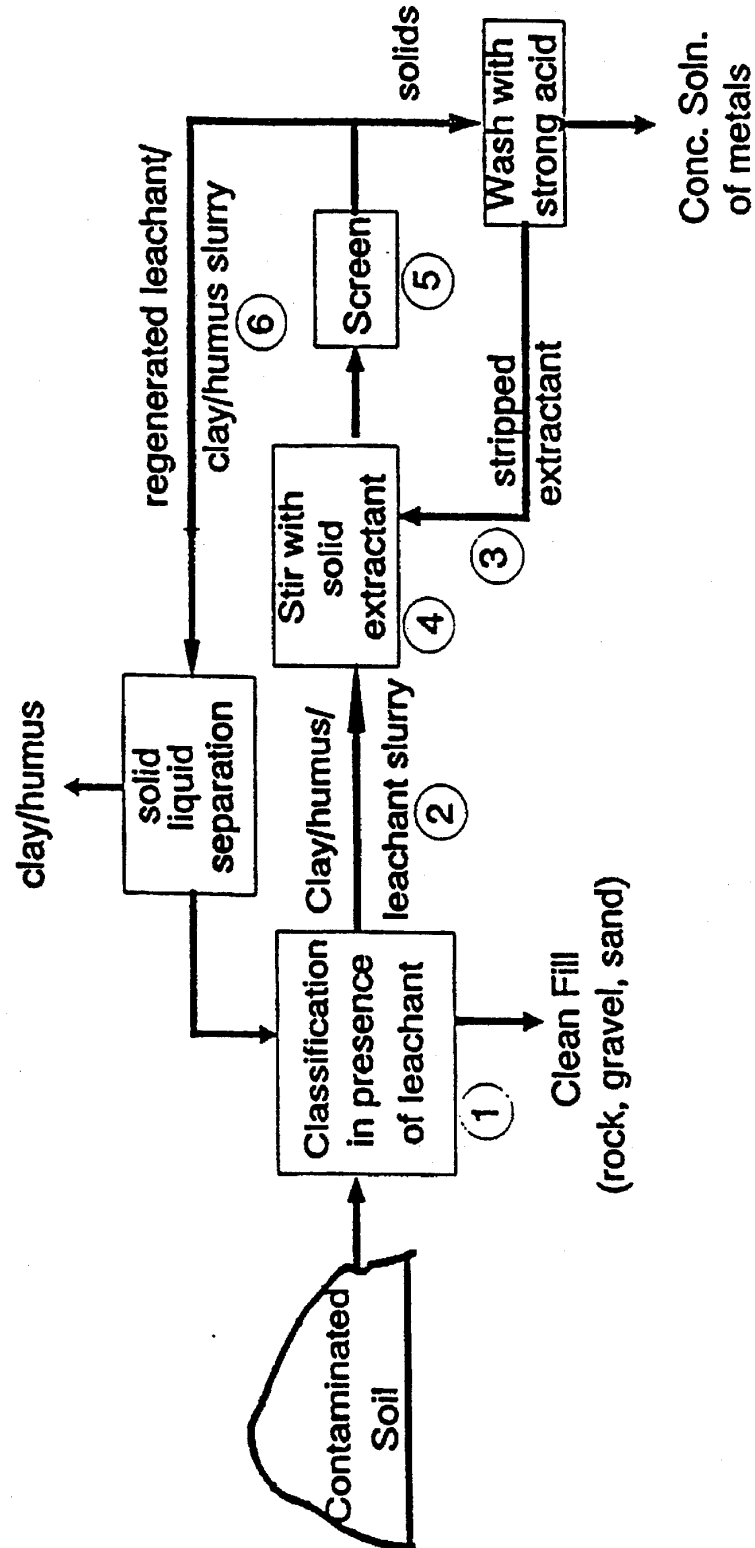 Contaminated
Soil
Classification
in presence
of leachant
1
Clean Fill
(rock, gravel, sand)
Clay/humus/
leachant slurry
2
clay/humus
solid
liquid
separation
Stir with
solid
extractant
4
3
stripped
extractant
Screen
5
regenerated leachant/
clay/humus slurry
6
solids
Wash with
strong acid
Conc. Soln.
of metals